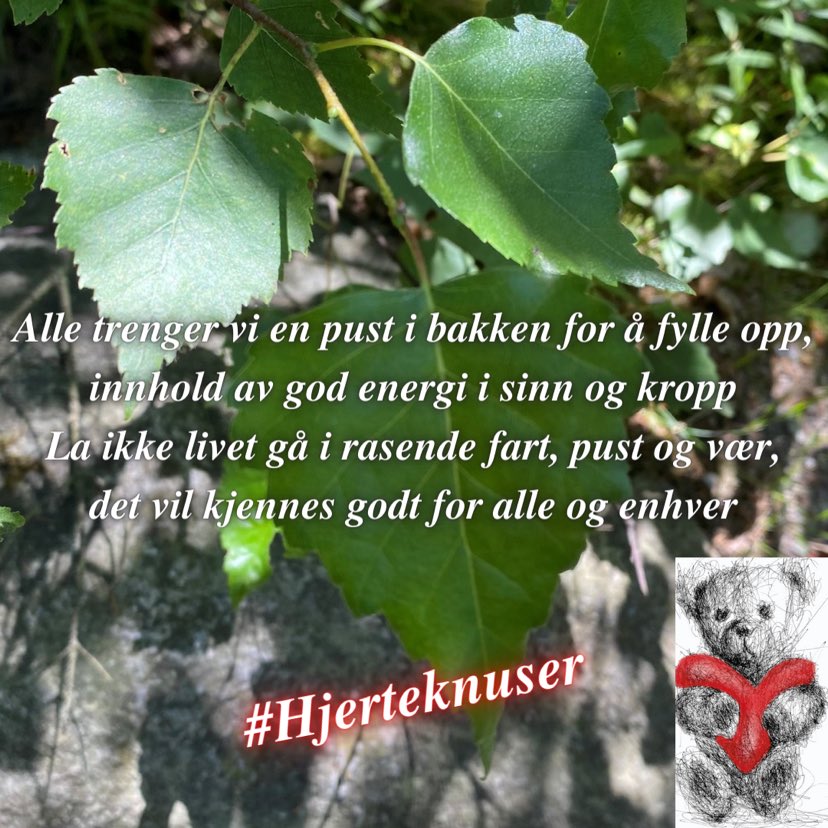 Alle trenger vi en pust i bakken for å fylle opp,
innhold av god energi i sinn og kropp
La ikke livet gå i rasende fart, pust og vær,
det vil kjennes godt for alle og enhver
#Hjerteknuser